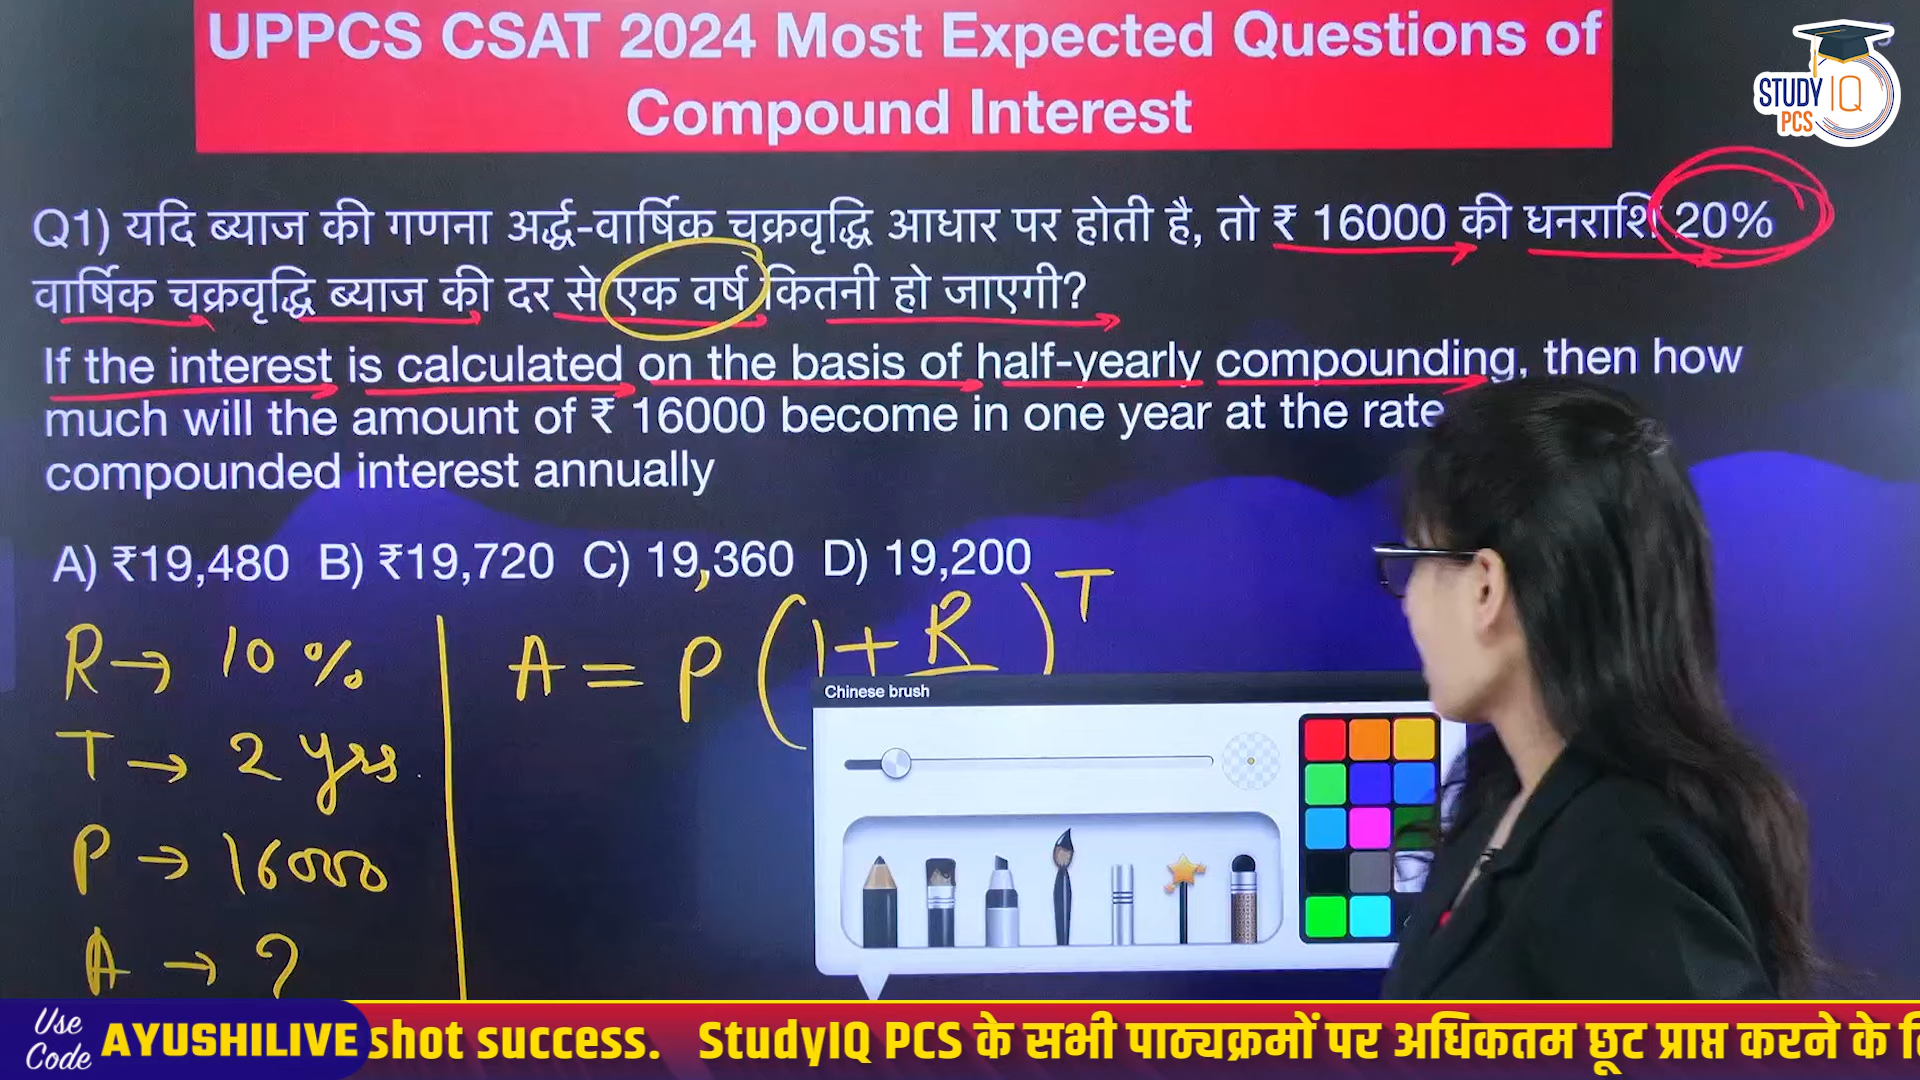 UPPCS CSAT 2024 Most Expected Questions of
Compound Interest
STUDY IQ
PCS
Q1) यदि ब्याज की गणना अर्द्ध-वार्षिक चक्रवृद्धि आधार पर होती है, तो ₹ 16000 की धनराशि 20%
वार्षिक चक्रवृद्धि ब्याज की दर से एक वर्ष कितनी हो जाएगी?
If the interest is calculated on the basis of half-yearly compounding, then how
much will the amount of ₹ 16000 become in one year at the rate
compounded interest annually
A) ₹19,480 B) ₹19,720 C) 19,360 D) 19,200
R → 10 %
T → 2 yrs.
P → 16000
A → ?
A = P (1 + R )T
Chinese brush
Use
Code
AYUSHILIVE
shot success. StudyIQ PCS के सभी पाठ्यक्रमों पर अधिकतम छूट प्राप्त करने के